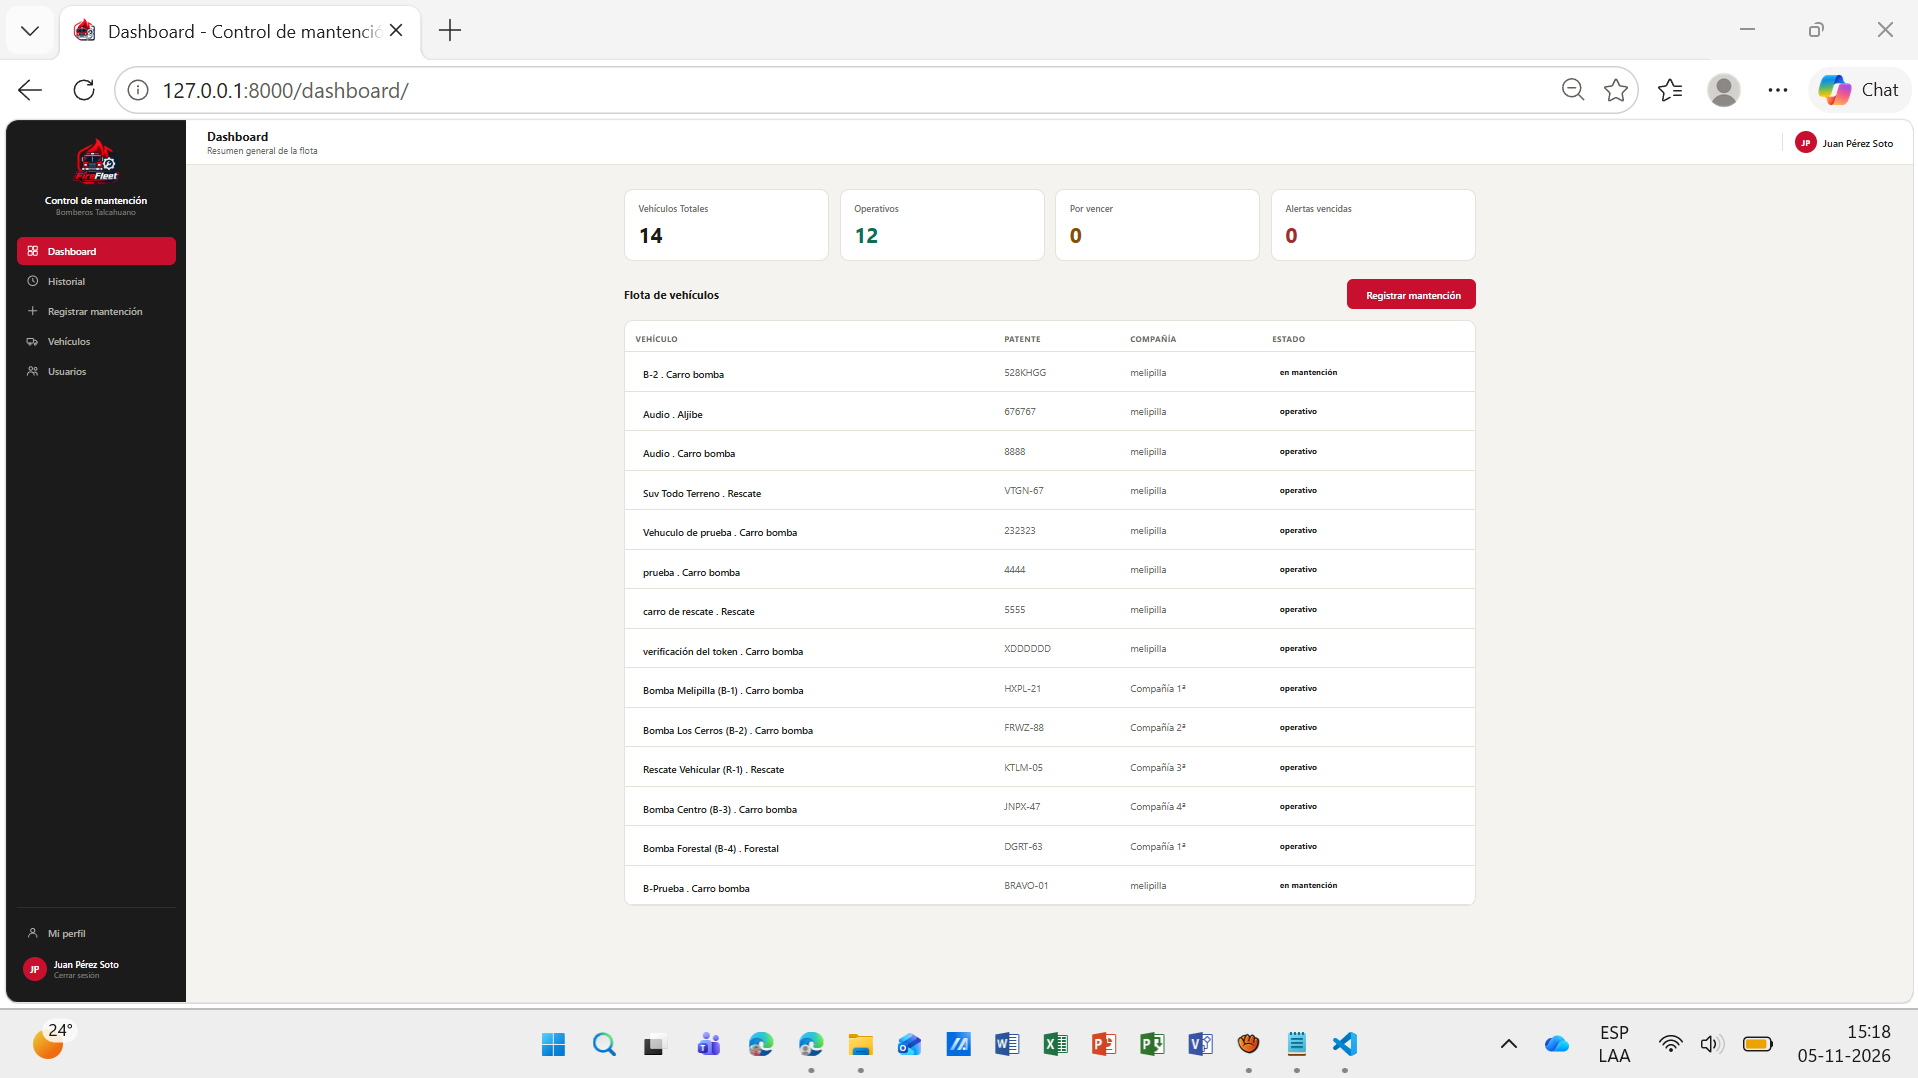 Dashboard - Control de mantenció
127.0.0.1:8000/dashboard/
Chat
FireFleet
Control de mantención
Bomberos Talcahuano
Dashboard
Historial
Registrar mantención
Vehículos
Usuarios
Mi perfil
JP
Juan Pérez Soto
Cerrar sesión
Dashboard
Resumen general de la flota
JP
Juan Pérez Soto
Vehículos Totales
14
Operativos
12
Por vencer
0
Alertas vencidas
0
Flota de vehículos
Registrar mantención
VEHÍCULO PATENTE COMPAÑÍA ESTADO
B-2 . Carro bomba 528KHGG melipilla en mantención
Audio . Aljibe 676767 melipilla operativo
Audio . Carro bomba 8888 melipilla operativo
Suv Todo Terreno . Rescate VTGN-67 melipilla operativo
Vehuculo de prueba . Carro bomba 232323 melipilla operativo
prueba . Carro bomba 4444 melipilla operativo
carro de rescate . Rescate 5555 melipilla operativo
verificación del token . Carro bomba XDDDDDD melipilla operativo
Bomba Melipilla (B-1) . Carro bomba HXPL-21 Compañía 1ª operativo
Bomba Los Cerros (B-2) . Carro bomba FRWZ-88 Compañía 2ª operativo
Rescate Vehicular (R-1) . Rescate KTLM-05 Compañía 3ª operativo
Bomba Centro (B-3) . Carro bomba JNPX-47 Compañía 4ª operativo
Bomba Forestal (B-4) . Forestal DGRT-63 Compañía 1ª operativo
B-Prueba . Carro bomba BRAVO-01 melipilla en mantención
24°
ESP
LAA
15:18
05-11-2026